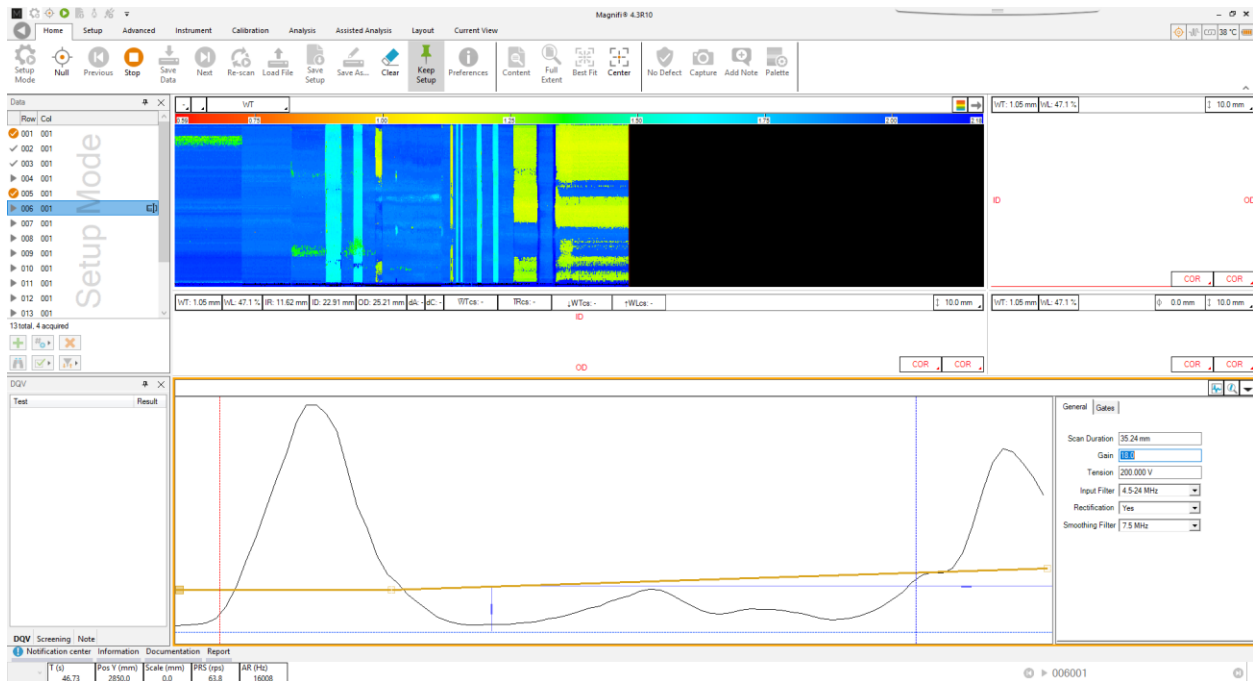 Magnifi® 4.3R10
Home Setup Advanced Instrument Calibration Analysis Assisted Analysis Layout Current View
38 °C
Setup Mode
Null
Previous
Stop
Save Data
Next
Re-scan
Load File
Save Setup
Save As...
Clear
Keep Setup
Preferences
Content
Full Extent
Best Fit
Center
No Defect
Capture
Add Note
Palette
Data
Row Col
001 001
002 001
003 001
004 001
005 001
006 001
007 001
008 001
009 001
010 001
011 001
012 001
013 001
Setup Mode
13 total, 4 acquired
WT
0.75 1.00 1.25 1.50 1.75 2.00
WT: 1.05 mm WL: 47.1 % 10.0 mm
ID
OD
COR COR
WT: 1.05 mm WL: 47.1 % IR: 11.62 mm ID: 22.91 mm OD: 25.21 mm dA: - dC: - WTcs: - IRcs: - ↓WTcs: - ↑WLcs: - 10.0 mm
ID
OD
COR COR
WT: 1.05 mm WL: 47.1 % 0.0 mm 10.0 mm
COR COR
DQV
Test Result
DQV Screening Note
General Gates
Scan Duration 35.24 mm
Gain 18.0
Tension 200.000 V
Input Filter 4.5-24 MHz
Rectification Yes
Smoothing Filter 7.5 MHz
Notification center Information Documentation Report
T (s) Pos Y (mm) Scale (mm) PRS (rps) AR (Hz)
46.73 2850.0 0.0 63.8 16008
006001